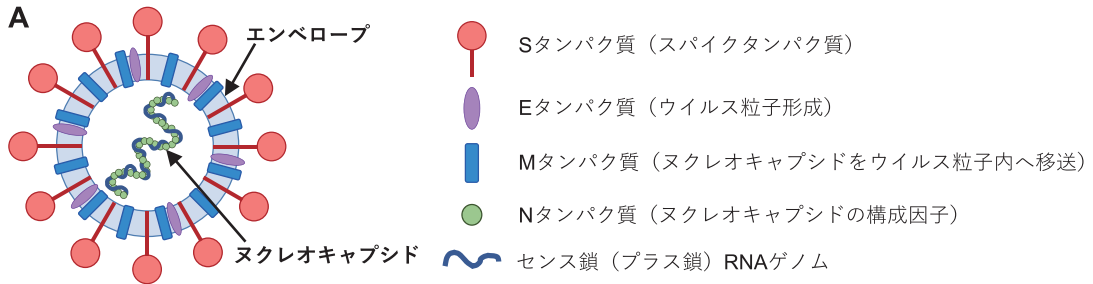 A
エンベロープ
ヌクレオキャプシド
Sタンパク質（スパイクタンパク質）
Eタンパク質（ウイルス粒子形成）
Mタンパク質（ヌクレオキャプシドをウイルス粒子内へ移送）
Nタンパク質（ヌクレオキャプシドの構成因子）
センス鎖（プラス鎖）RNAゲノム